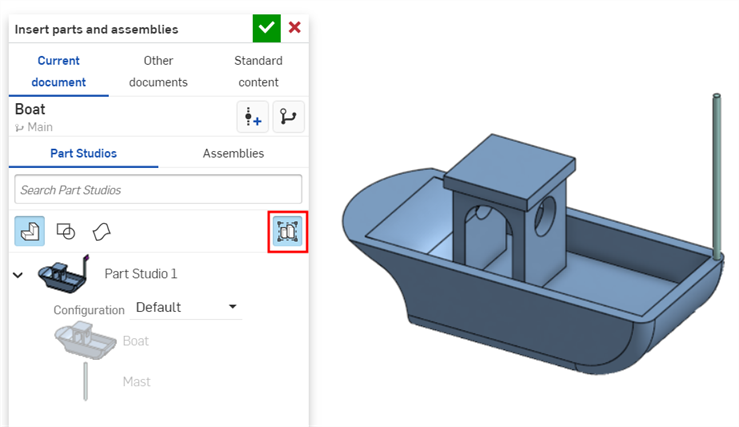 Insert parts and assemblies
Current document
Other documents
Standard content
Boat
Main
Part Studios
Assemblies
Search Part Studios
Part Studio 1
Configuration Default
Boat
Mast